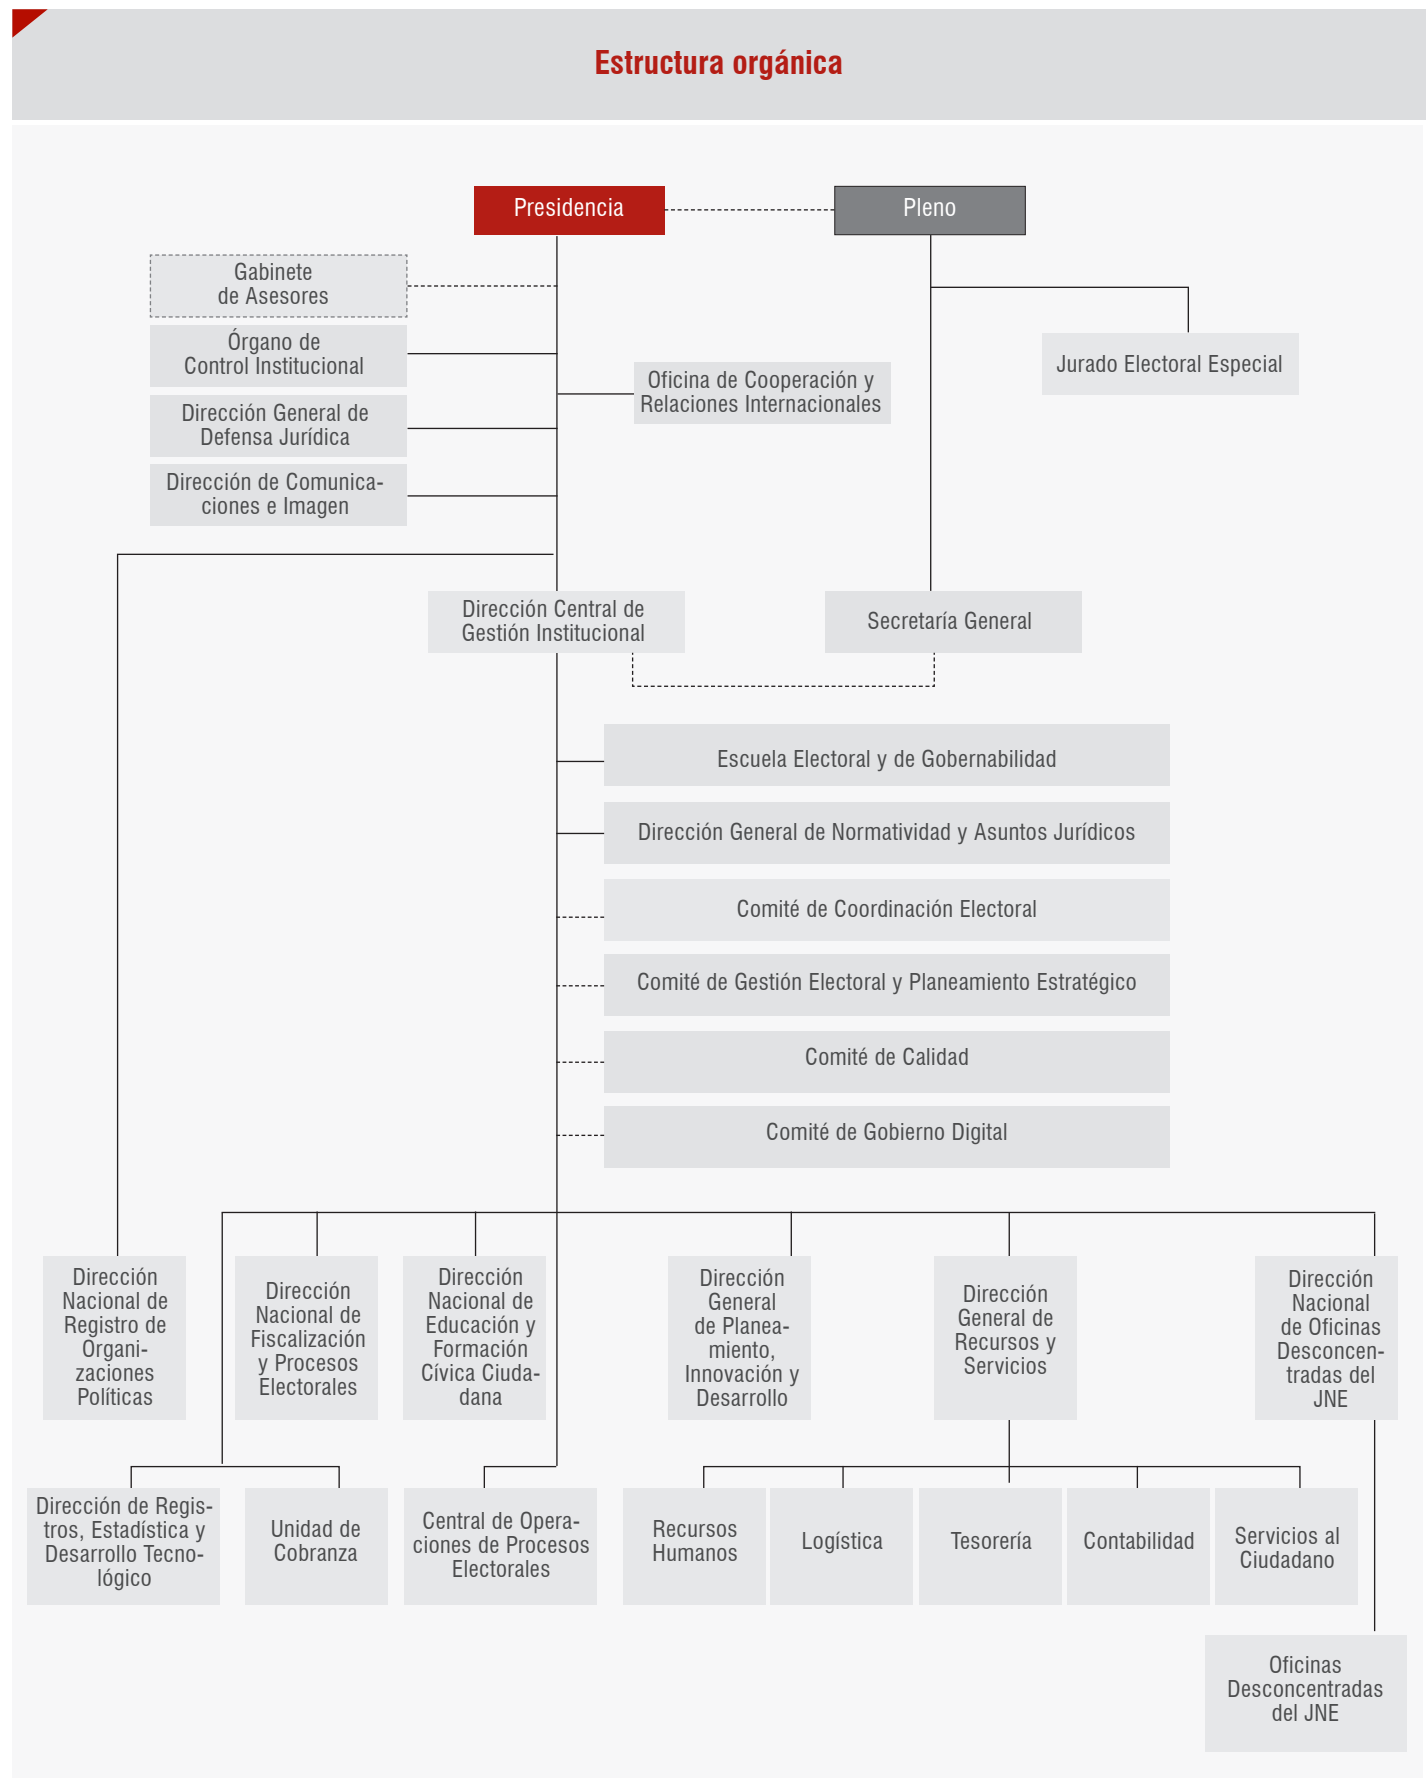 Estructura orgánica
Presidencia
Pleno
Gabinete
de Asesores
Órgano de
Control Institucional
Dirección General de
Defensa Jurídica
Dirección de Comunica-
ciones e Imagen
Oficina de Cooperación y
Relaciones Internacionales
Jurado Electoral Especial
Dirección Central de
Gestión Institucional
Secretaría General
Escuela Electoral y de Gobernabilidad
Dirección General de Normatividad y Asuntos Jurídicos
Comité de Coordinación Electoral
Comité de Gestión Electoral y Planeamiento Estratégico
Comité de Calidad
Comité de Gobierno Digital
Dirección
Nacional de
Registro de
Organi-
zaciones
Políticas
Dirección
Nacional de
Fiscalización
y Procesos
Electorales
Dirección
Nacional de
Educación y
Formación
Cívica Ciuda-
dana
Dirección
General
de Planea-
miento,
Innovación y
Desarrollo
Dirección
General de
Recursos y
Servicios
Dirección
Nacional
de Oficinas
Desconcen-
tradas del
JNE
Dirección de Regis-
tros, Estadística y
Desarrollo Tecno-
lógico
Unidad de
Cobranza
Central de Opera-
ciones de Procesos
Electorales
Recursos
Humanos
Logística
Tesorería
Contabilidad
Servicios al
Ciudadano
Oficinas
Desconcentradas
del JNE